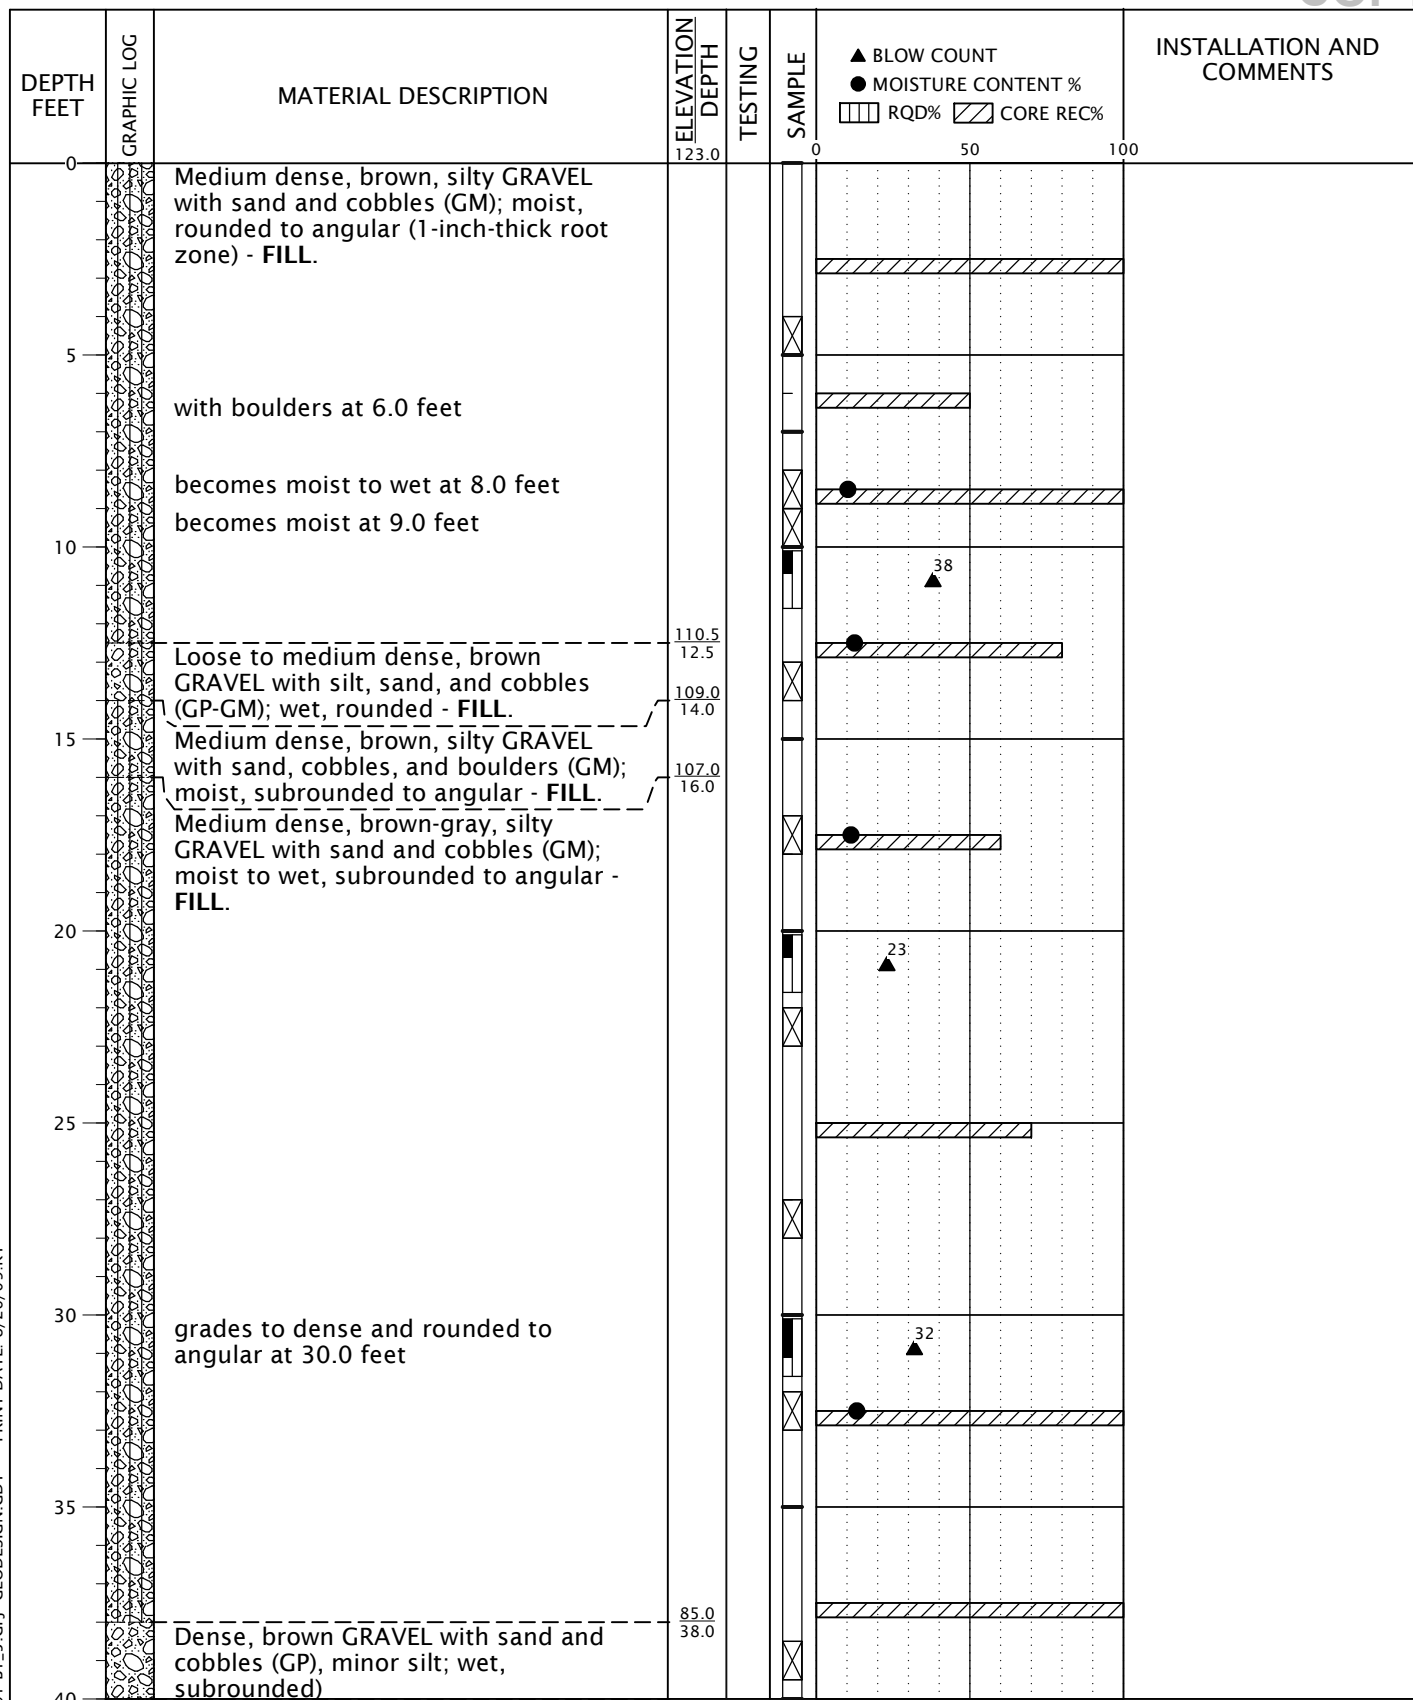 DEPTH
FEET
GRAPHIC LOG
MATERIAL DESCRIPTION
ELEVATION
DEPTH
TESTING
SAMPLE
▲ BLOW COUNT
● MOISTURE CONTENT %
RQD% CORE REC%
INSTALLATION AND
COMMENTS
0 50 100
123.0
0
Medium dense, brown, silty GRAVEL
with sand and cobbles (GM); moist,
rounded to angular (1-inch-thick root
zone) - FILL.
5
with boulders at 6.0 feet
becomes moist to wet at 8.0 feet
becomes moist at 9.0 feet
10
38
110.5
12.5
Loose to medium dense, brown
GRAVEL with silt, sand, and cobbles
(GP-GM); wet, rounded - FILL.
109.0
14.0
15
Medium dense, brown, silty GRAVEL
with sand, cobbles, and boulders (GM);
moist, subrounded to angular - FILL.
107.0
16.0
Medium dense, brown-gray, silty
GRAVEL with sand and cobbles (GM);
moist to wet, subrounded to angular -
FILL.
20
23
25
30
grades to dense and rounded to
angular at 30.0 feet
32
35
85.0
38.0
Dense, brown GRAVEL with sand and
cobbles (GP), minor silt; wet,
subrounded)
40